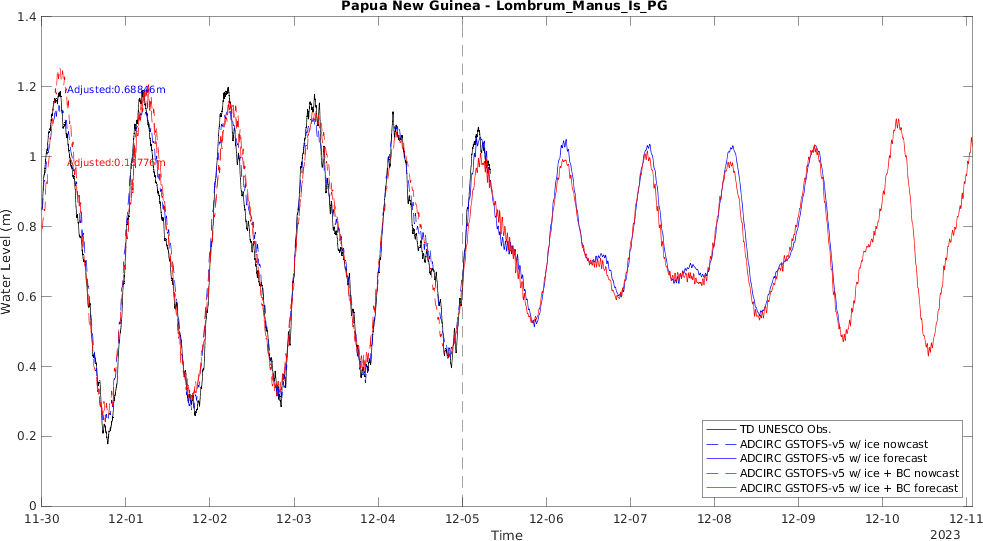 Papua New Guinea - Lombrum_Manus_Is_PG
1.4
1.2
1
0.8
0.6
0.4
0.2
0
Water Level (m)
Adjusted:0.68846m
TD UNESCO Obs.
ADCIRC GSTOFS-v5 w/ ice nowcast
ADCIRC GSTOFS-v5 w/ ice forecast
ADCIRC GSTOFS-v5 w/ ice + BC nowcast
ADCIRC GSTOFS-v5 w/ ice + BC forecast
11-30
12-01
12-02
12-03
12-04
12-05
12-06
12-07
12-08
12-09
12-10
12-11
Time
2023